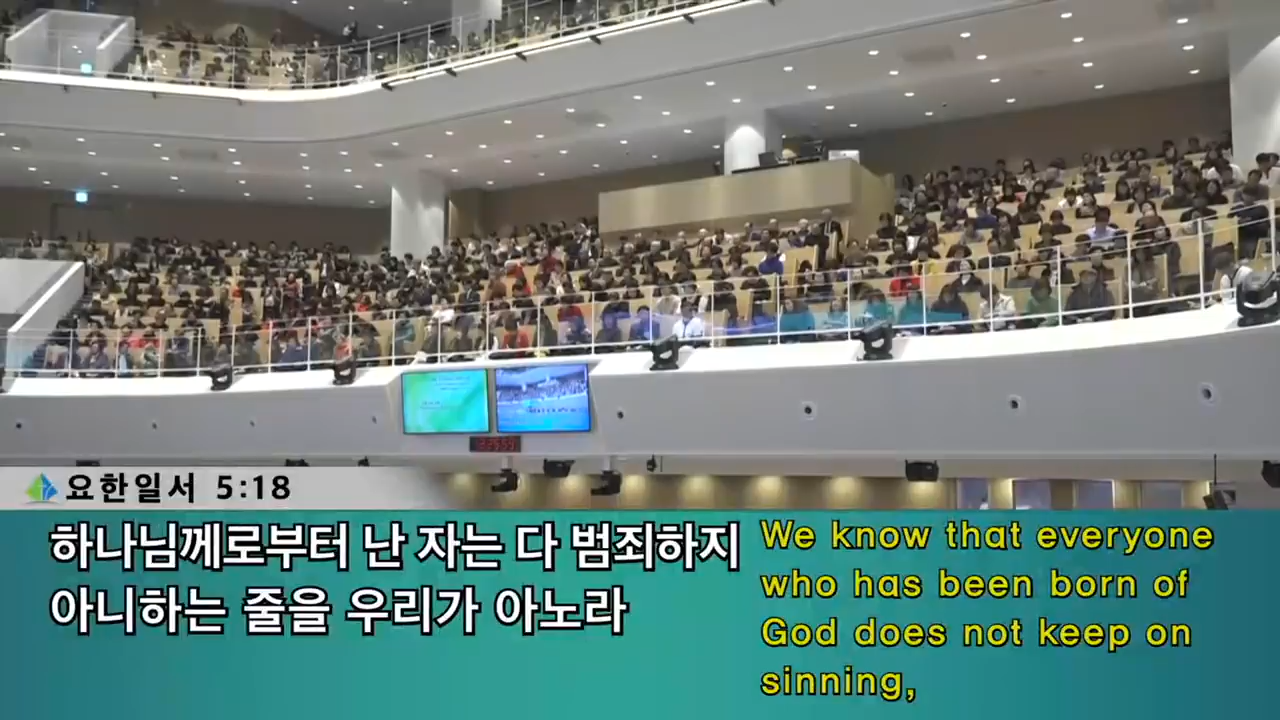 요한일서 5:18
하나님께로부터 난 자는 다 범죄하지
아니하는 줄을 우리가 아노라
We know that everyone
who has been born of
God does not keep on
sinning,